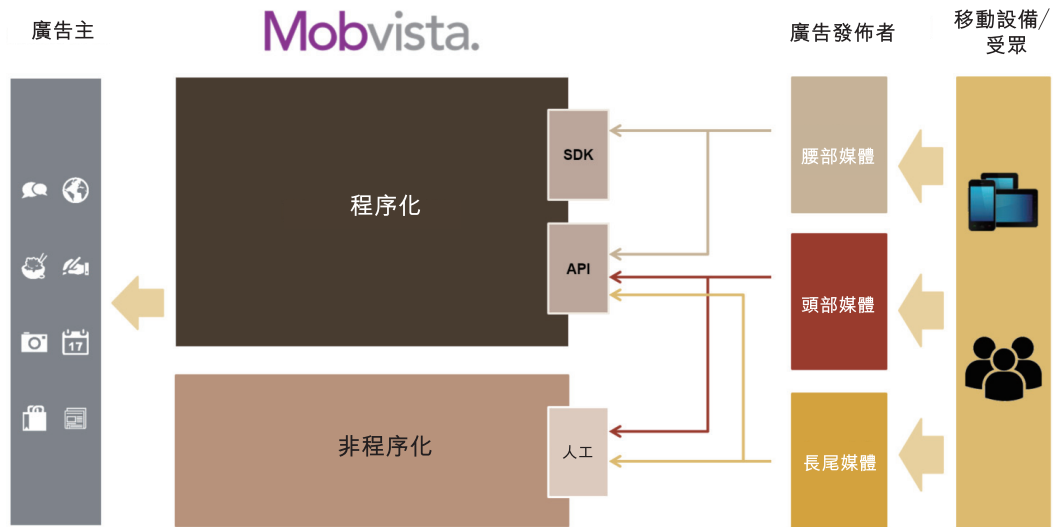 廣告主
Mobvista.
廣告發佈者
移動設備/
受眾
程序化
SDK
API
腰部媒體
頭部媒體
17
非程序化
人工
長尾媒體